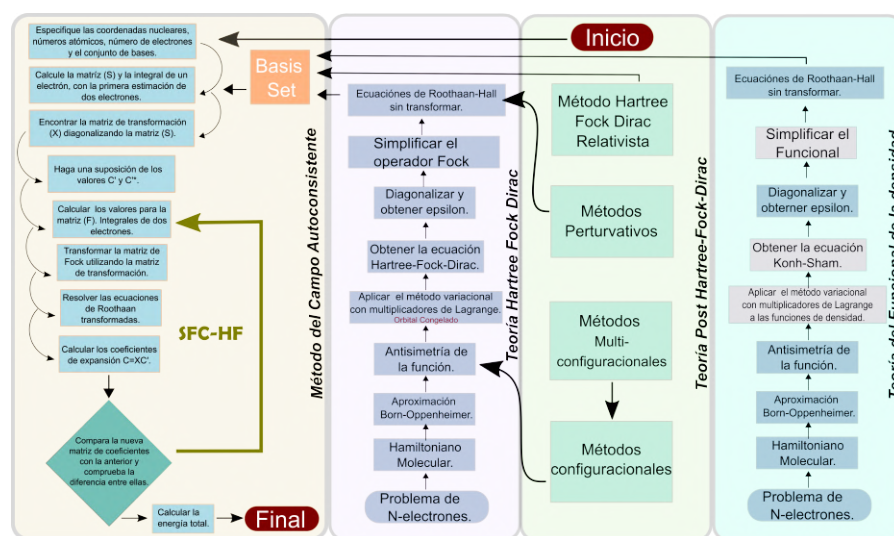 Especifique las coordenadas nucleares,
números atómicos, número de electrones
y el conjunto de bases.
Calcule la matríz (S) y la integral de un
electrón, con la primera estimación de
dos electrones.
Encontrar la matriz de transformación
(X) diagonalizando la matriz (S).
Haga una suposición de los
valores C' y C'*.
Calcular los valores para la
matriz (F). Integrales de dos
electrones.
Transformar la matriz de
Fock utilizando la matriz
de transformación.
Resolver las ecuaciones
de Roothaan
transformadas.
Calcular los coeficientes
de expansión C=XC'.
Compara la nueva
matriz de coeficientes
con la anterior y
comprueba la
diferencia entre ellas.
Calcular la
energía total.
Final
SFC-HF
Basis
Set
Inicio
Método del Campo Autoconsistente
Ecuaciónes de Roothaan-Hall
sin transformar.
Simplificar el
operador Fock
Diagonalizar y
obtener epsilon.
Obtener la ecuación
Hartree-Fock-Dirac.
Aplicar el método variacional
con multiplicadores de Lagrange.
Orbital Congelado
Antisimetría de
la función.
Aproximación
Born-Oppenheimer.
Hamiltoniano
Molecular.
Problema de
N-electrones.
Teoría Hartree Fock Dirac
Método Hartree
Fock Dirac
Relativista
Métodos
Perturvativos
Métodos
Multi-
configuracionales
Métodos
configuracionales
Teoría Post Hartree-Fock-Dirac
Ecuaciónes de Roothaan-Hall
sin transformar.
Simplificar el
Funcional
Diagonalizar y
obterner epsilon.
Obtener la ecuación
Konh-Sham.
Aplicar el método variacional
con multiplicadores de Lagrange
a las funciones de densidad.
Antisimetría de
la función.
Aproximación
Born-Oppenheimer.
Hamiltoniano
Molecular.
Problema de
N-electrones.
Teoría del Funcional de la densidad